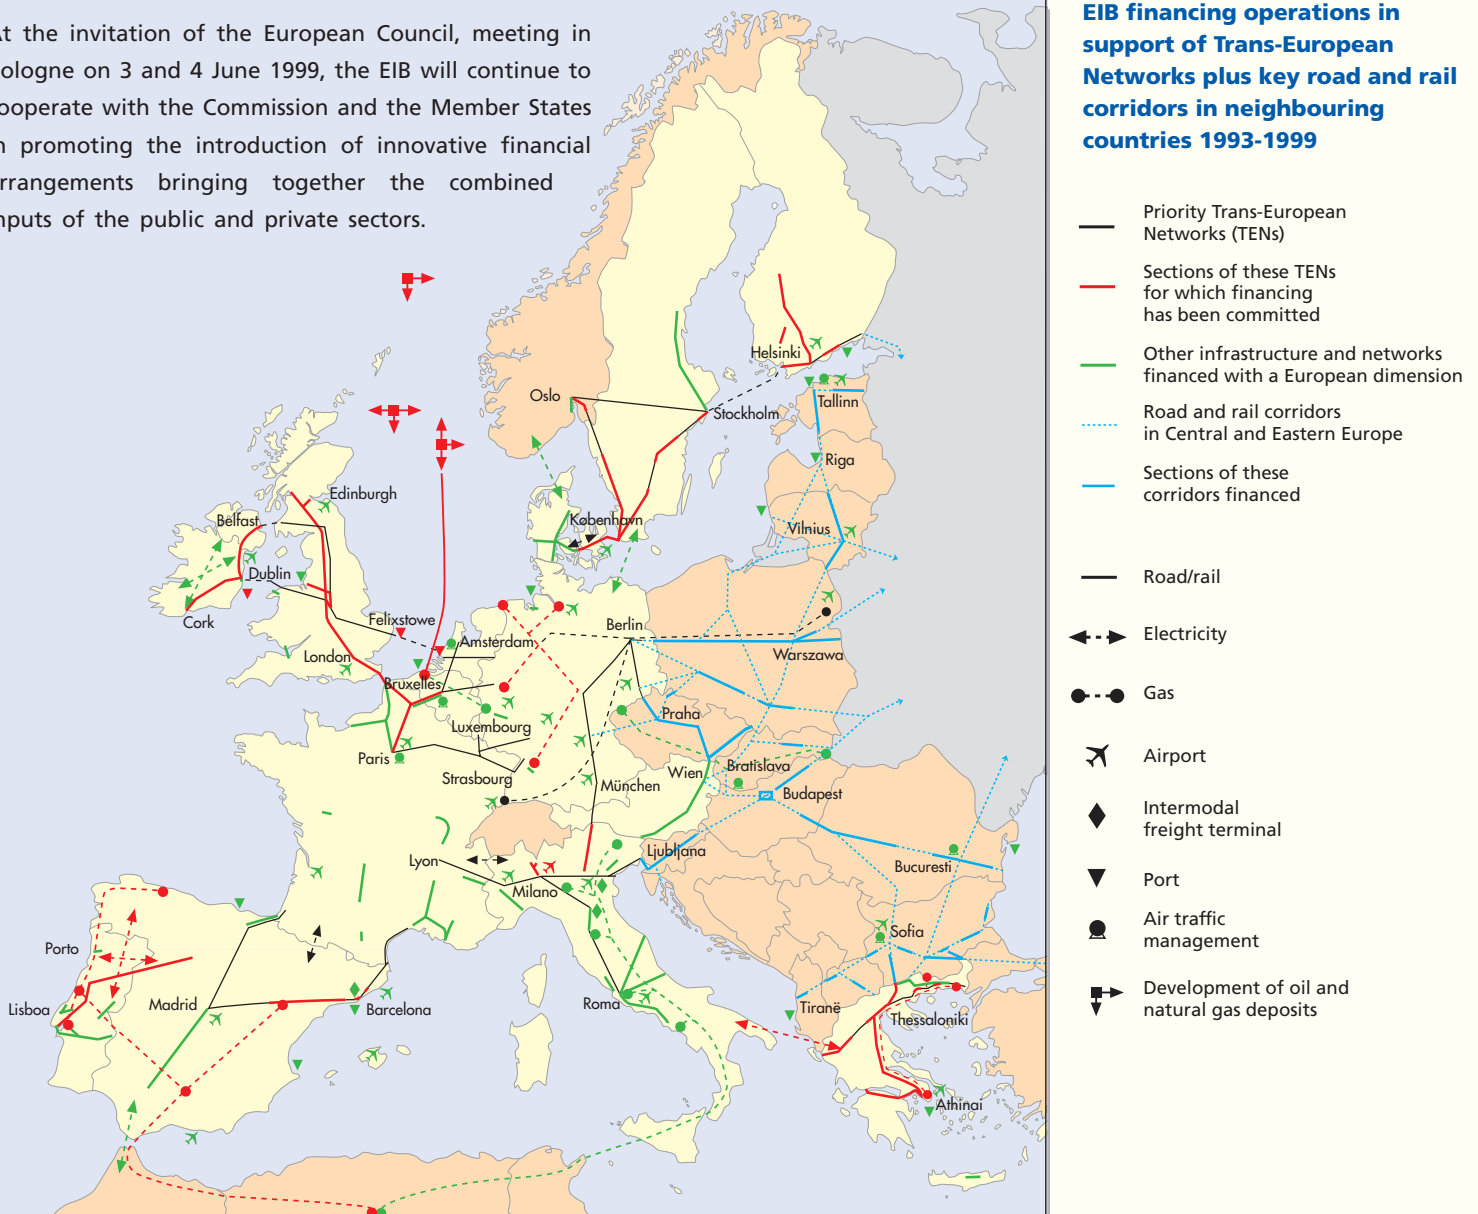 t the invitation of the European Council, meeting in
ologne on 3 and 4 June 1999, the EIB will continue to
ooperate with the Commission and the Member States
n promoting the introduction of innovative financial
rrangements bringing together the combined
nputs of the public and private sectors.
EIB financing operations in
support of Trans-European
Networks plus key road and rail
corridors in neighbouring
countries 1993-1999
Priority Trans-European
Networks (TENs)
Sections of these TENs
for which financing
has been committed
Other infrastructure and networks
financed with a European dimension
Road and rail corridors
in Central and Eastern Europe
Sections of these
corridors financed
Road/rail
Electricity
Gas
Airport
Intermodal
freight terminal
Port
Air traffic
management
Development of oil and
natural gas deposits
Helsinki
Oslo
Stockholm
Tallinn
Riga
Edinburgh
Belfast
København
Vilnius
Dublin
Cork
Felixstowe
Berlin
Amsterdam
London
Warszawa
Bruxelles
Praha
Luxembourg
Paris
Strasbourg
Wien
Bratislava
München
Budapest
Lyon
Ljubljana
Milano
Bucuresti
Porto
Sofia
Lisboa
Madrid
Barcelona
Roma
Tiranë
Thessaloniki
Athinai